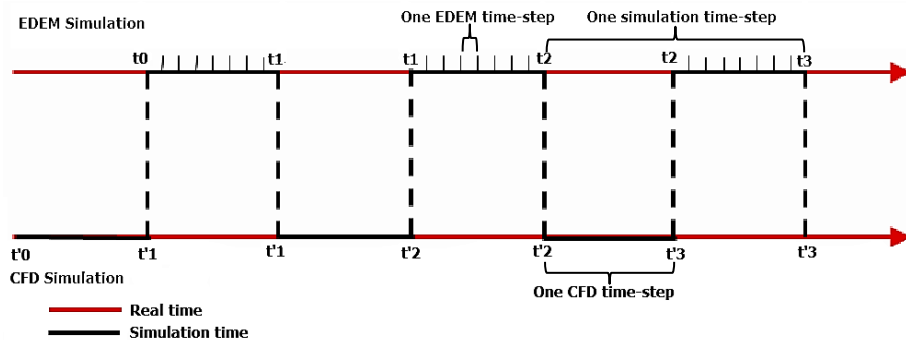 EDEM Simulation
One EDEM time-step
One simulation time-step
t0
t1
t1
t2
t2
t3
t'0
t'1
t'1
t'2
t'2
t'3
t'3
CFD Simulation
One CFD time-step
Real time
Simulation time